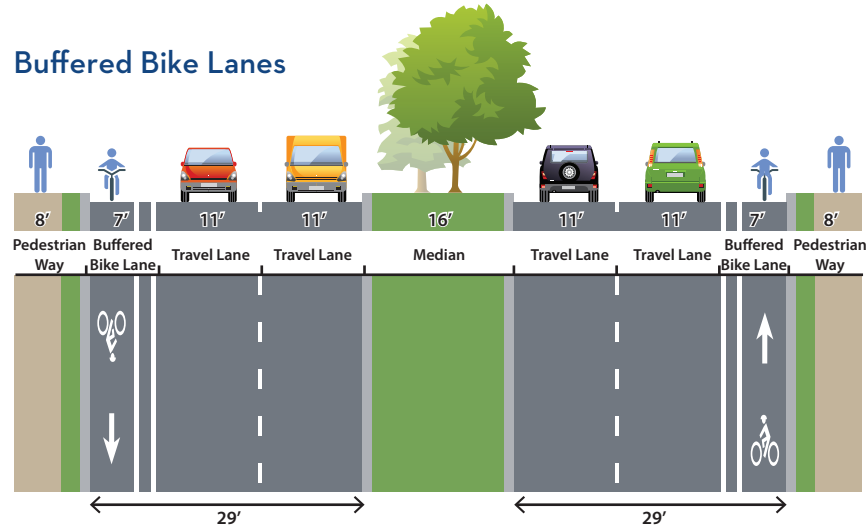 Buffered Bike Lanes
8’ 7’ 11’ 11’ 16’ 11’ 11’ 7’ 8’
Pedestrian Buffered Buffered Pedestrian
Way Bike Lane Travel Lane Travel Lane Median Travel Lane Travel Lane Bike Lane Way
29’ 29’